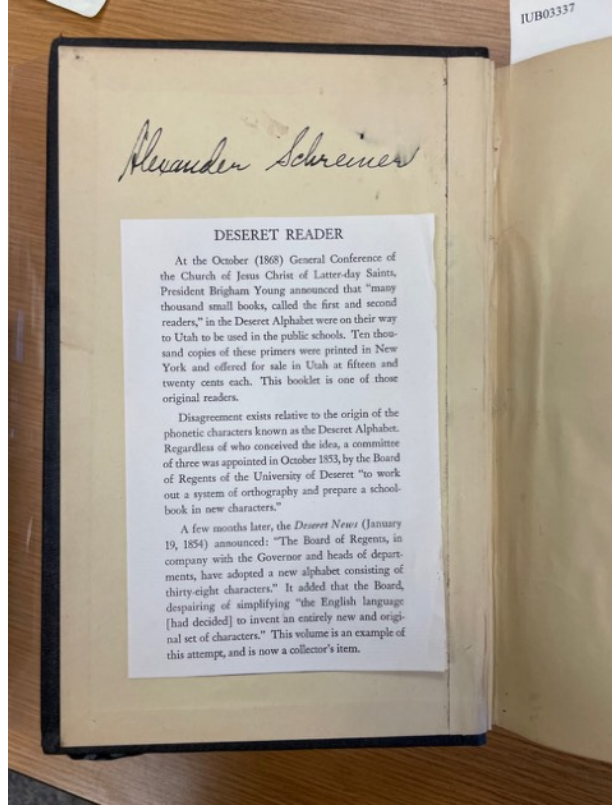 IUB03337
Alexander Schreiner
DESERET READER
At the October (1868) General Conference of
the Church of Jesus Christ of Latter-day Saints,
President Brigham Young announced that "many
thousand small books, called the first and second
readers," in the Deseret Alphabet were on their way
to Utah to be used in the public schools. Ten thou-
sand copies of these primers were printed in New
York and offered for sale in Utah at fifteen and
twenty cents each. This booklet is one of those
original readers.
Disagreement exists relative to the origin of the
phonetic characters known as the Deseret Alphabet.
Regardless of who conceived the idea, a committee
of three was appointed in October 1853, by the Board
of Regents of the University of Deseret "to work
out a system of orthography and prepare a school-
book in new characters."
A few months later, the Deseret News (January
19, 1854) announced: "The Board of Regents, in
company with the Governor and heads of depart-
ments, have adopted a new alphabet consisting of
thirty-eight characters." It added that the Board,
despairing of simplifying "the English language
[had decided] to invent an entirely new and origi-
nal set of characters." This volume is an example of
this attempt, and is now a collector's item.